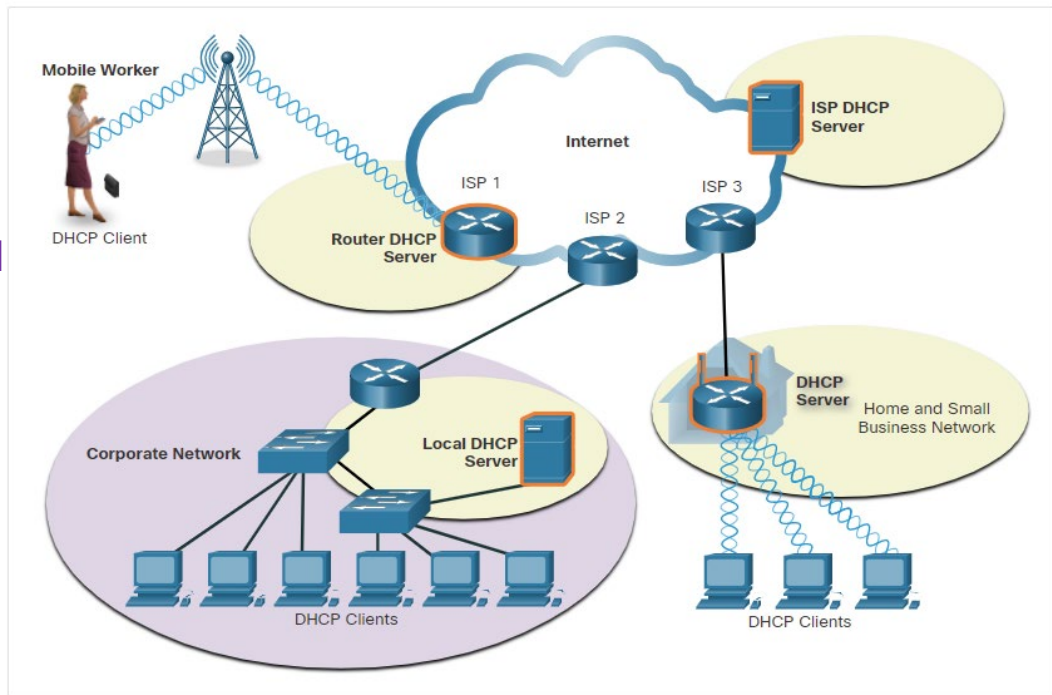 Mobile Worker
DHCP Client
Internet
ISP DHCP
Server
ISP 1
ISP 2
ISP 3
Router DHCP
Server
Corporate Network
Local DHCP
Server
DHCP Clients
DHCP
Server
Home and Small
Business Network
DHCP Clients